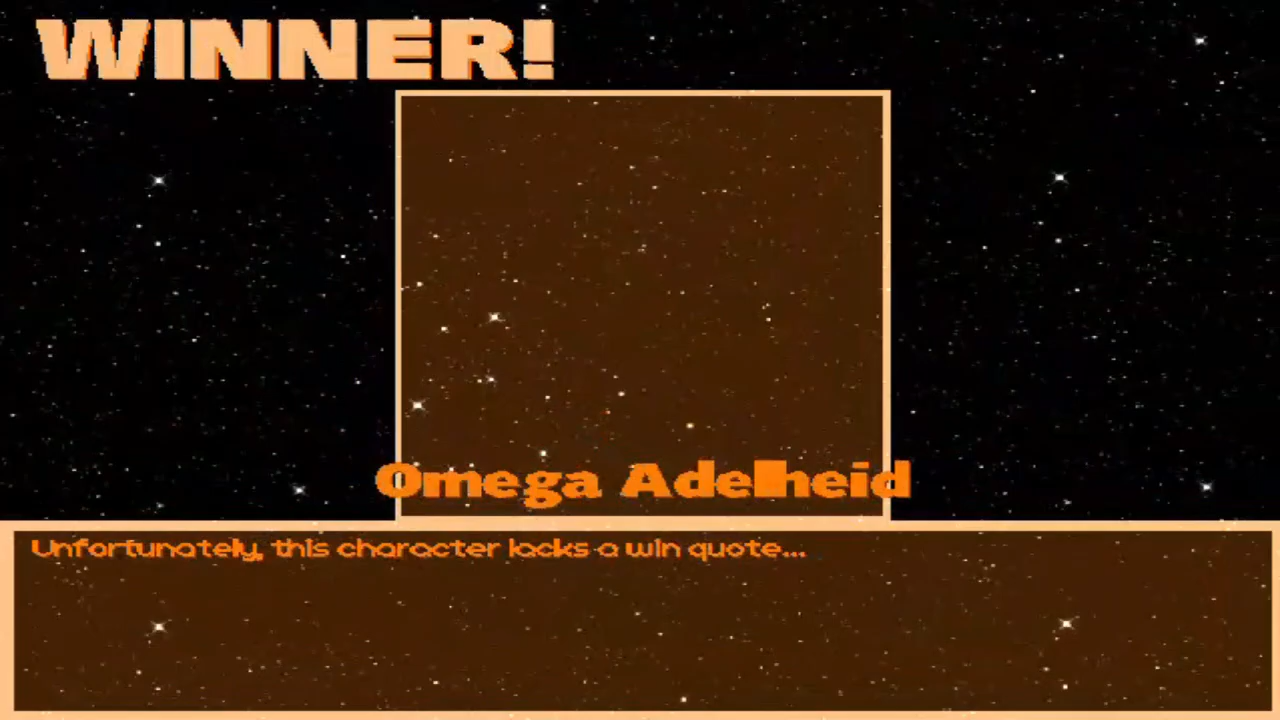 WINNER!
Omega Adelheid
Unfortunately, this character lacks a win quote...